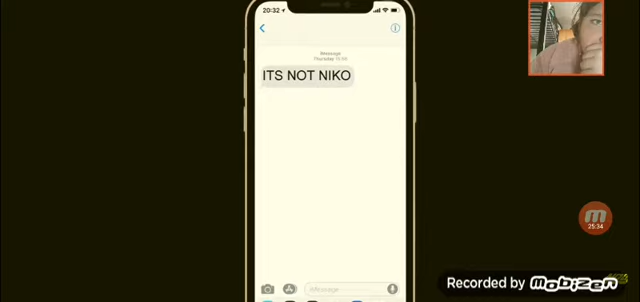 20:32
Message
Thursday 15:50
ITS NOT NIKO
iMessage
25:34
Recorded by mobizen